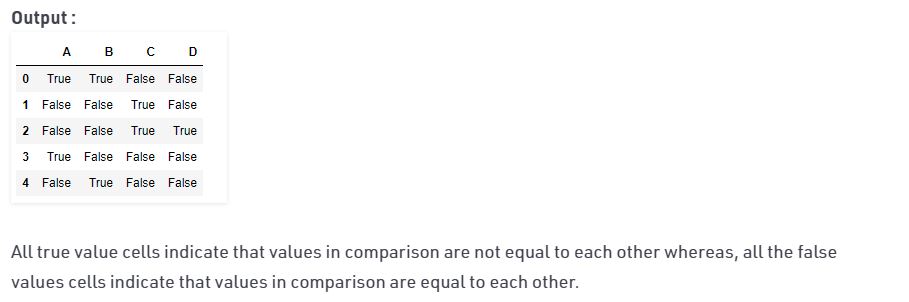 Output :
A B C D
0 True True False False
1 False False True False
2 False False True True
3 True False False False
4 False True False False
All true value cells indicate that values in comparison are not equal to each other whereas, all the false
values cells indicate that values in comparison are equal to each other.